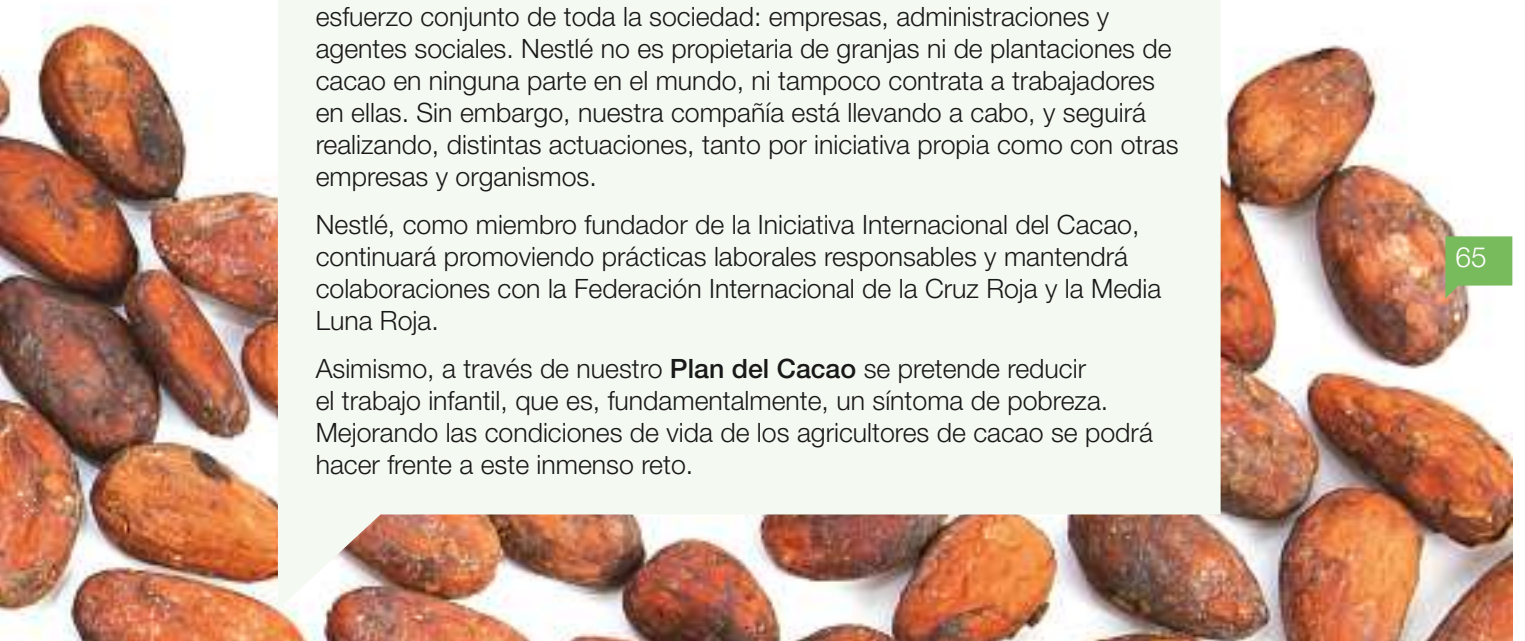 esfuerzo conjunto de toda la sociedad: empresas, administraciones y
agentes sociales. Nestlé no es propietaria de granjas ni de plantaciones de
cacao en ninguna parte en el mundo, ni tampoco contrata a trabajadores
en ellas. Sin embargo, nuestra compañía está llevando a cabo, y seguirá
realizando, distintas actuaciones, tanto por iniciativa propia como con otras
empresas y organismos.
Nestlé, como miembro fundador de la Iniciativa Internacional del Cacao,
continuará promoviendo prácticas laborales responsables y mantendrá
colaboraciones con la Federación Internacional de la Cruz Roja y la Media
Luna Roja.
Asimismo, a través de nuestro Plan del Cacao se pretende reducir
el trabajo infantil, que es, fundamentalmente, un síntoma de pobreza.
Mejorando las condiciones de vida de los agricultores de cacao se podrá
hacer frente a este inmenso reto.
65